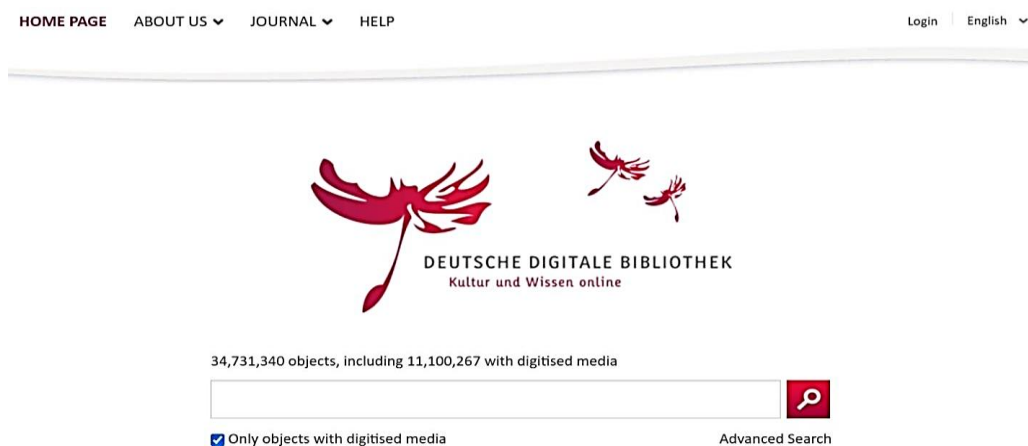 HOME PAGE ABOUT US JOURNAL HELP Login English
DEUTSCHE DIGITALE BIBLIOTHEK
Kultur und Wissen online
34,731,340 objects, including 11,100,267 with digitised media
Only objects with digitised media Advanced Search